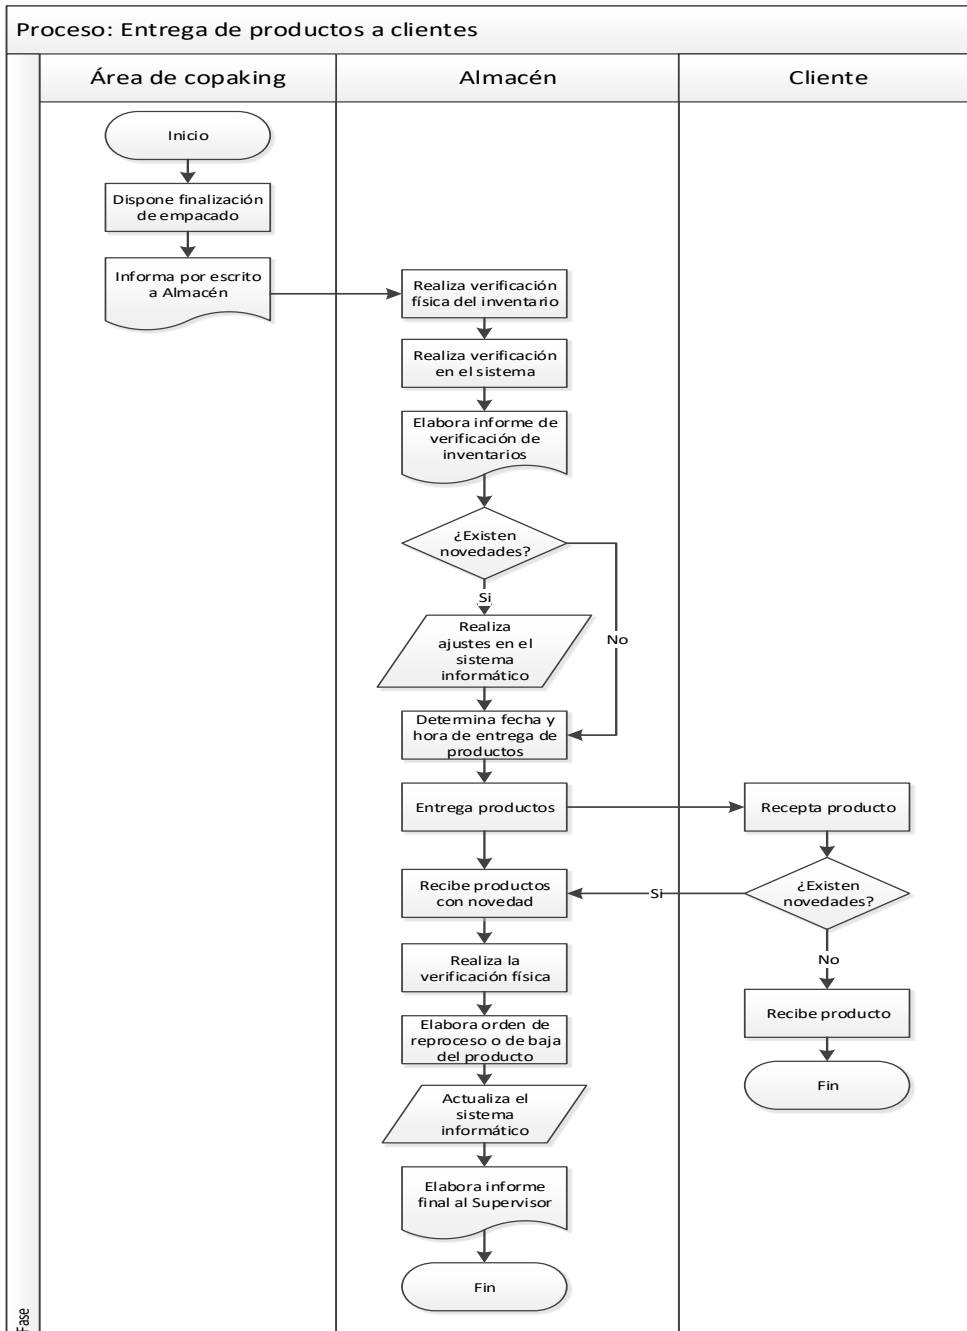 Proceso: Entrega de productos a clientes
Área de copaking
Almacén
Cliente
Inicio
Dispone finalización
de empacado
Informa por escrito
a Almacén
Realiza verificación
física del inventario
Realiza verificación
en el sistema
Elabora informe de
verificación de
inventarios
¿Existen
novedades?
Si
No
Realiza
ajustes en el
sistema
informático
Determina fecha y
hora de entrega de
productos
Entrega productos
Recepta producto
Recibe productos
con novedad
Si
¿Existen
novedades?
No
Realiza la
verificación física
Recibe producto
Elabora orden de
reproceso o de baja
del producto
Fin
Actualiza el
sistema
informático
Elabora informe
final al Supervisor
Fin
Fase